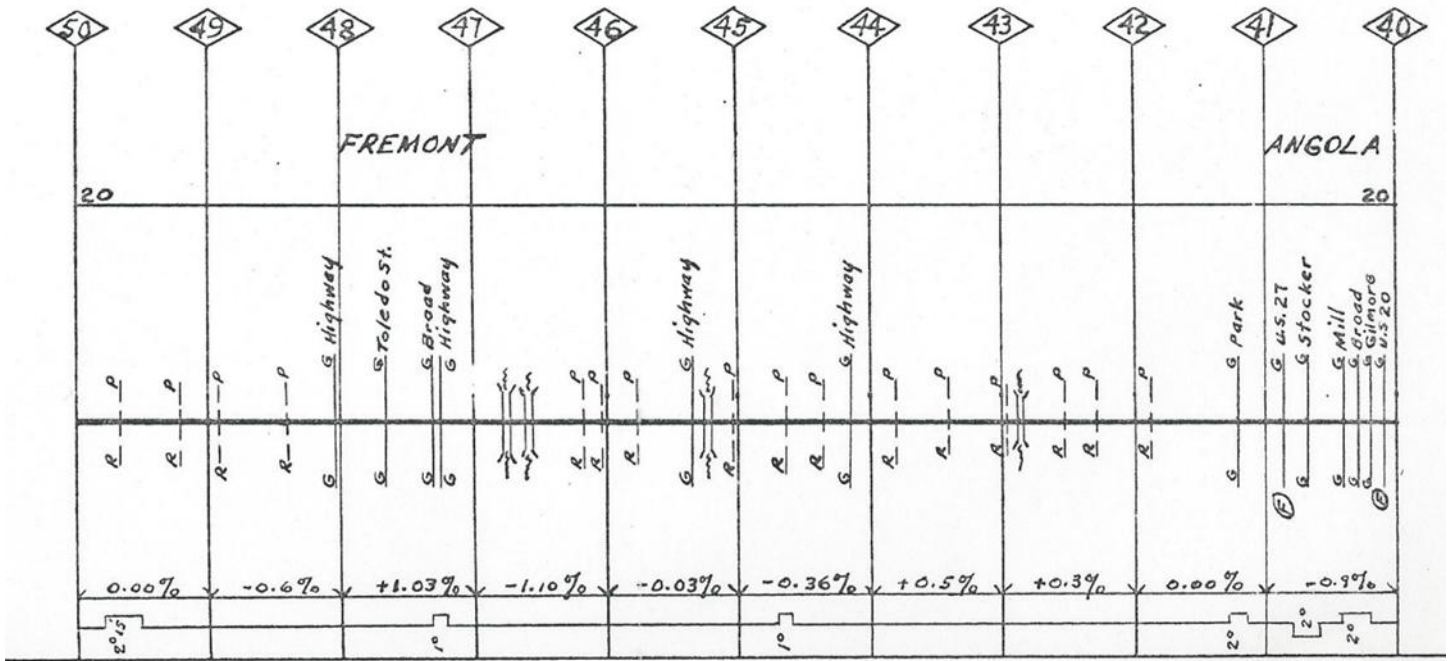 50 49 48 47 46 45 44 43 42 41 40
FREMONT ANGOLA
20 20
G Highway G Toledo St. G Broad G Highway G Highway G Highway G Park G U.S. 27 G Stocker G Mill G Broad G Gilmore G U.S 20
P P P P P P P P P P P P P P P P
R R R R R R R R R R R R R R R R
G G G G G G G G G G G G G
F F
0.00% -0.6% +1.03% -1.10% -0.03% -0.36% +0.5% +0.3% 0.00% -0.9%
2°15' 1° 1° 2° 2° 2°